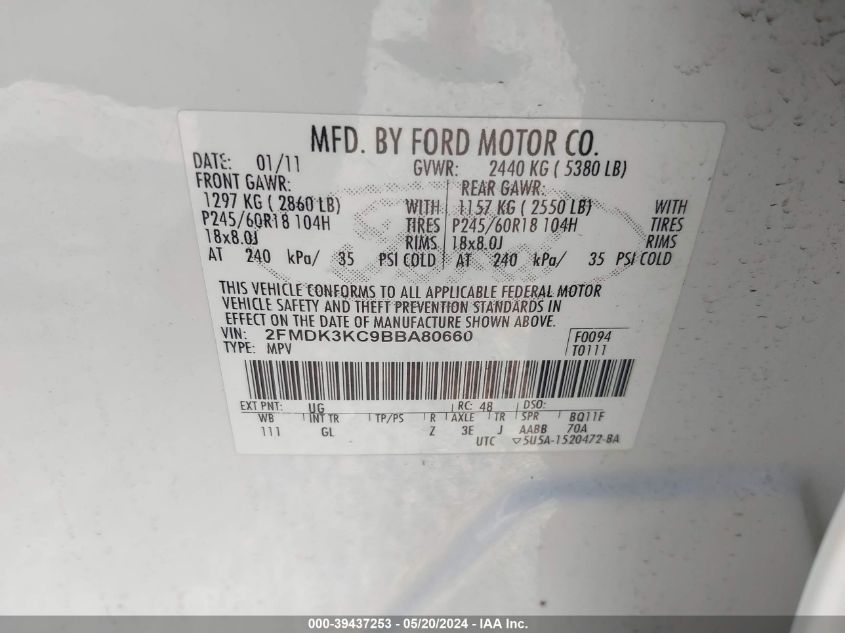 MFD. BY FORD MOTOR CO.
DATE: 01/11 GVWR: 2440 KG ( 5380 LB)
FRONT GAWR: REAR GAWR:
1297 KG ( 2860 LB) WITH 1157 KG ( 2550 LB) WITH
P245/60R18 104H TIRES P245/60R18 104H TIRES
18x8.0J RIMS 18x8.0J RIMS
AT 240 kPa/ 35 PSI COLD AT 240 kPa/ 35 PSI COLD
THIS VEHICLE CONFORMS TO ALL APPLICABLE FEDERAL MOTOR
VEHICLE SAFETY AND THEFT PREVENTION STANDARDS IN
EFFECT ON THE DATE OF MANUFACTURE SHOWN ABOVE.
VIN: 2FMDK3KC9BBA80660 F0094
TYPE: MPV T0111
EXT PNT: UG RC: 48 DSO:
WB INT TR TP/PS R AXLE TR SPR BQ11F
111 GL Z 3E J AABB 70A
UTC 5U5A-1520472-BA
000-39437253 - 05/20/2024 - IAA Inc.